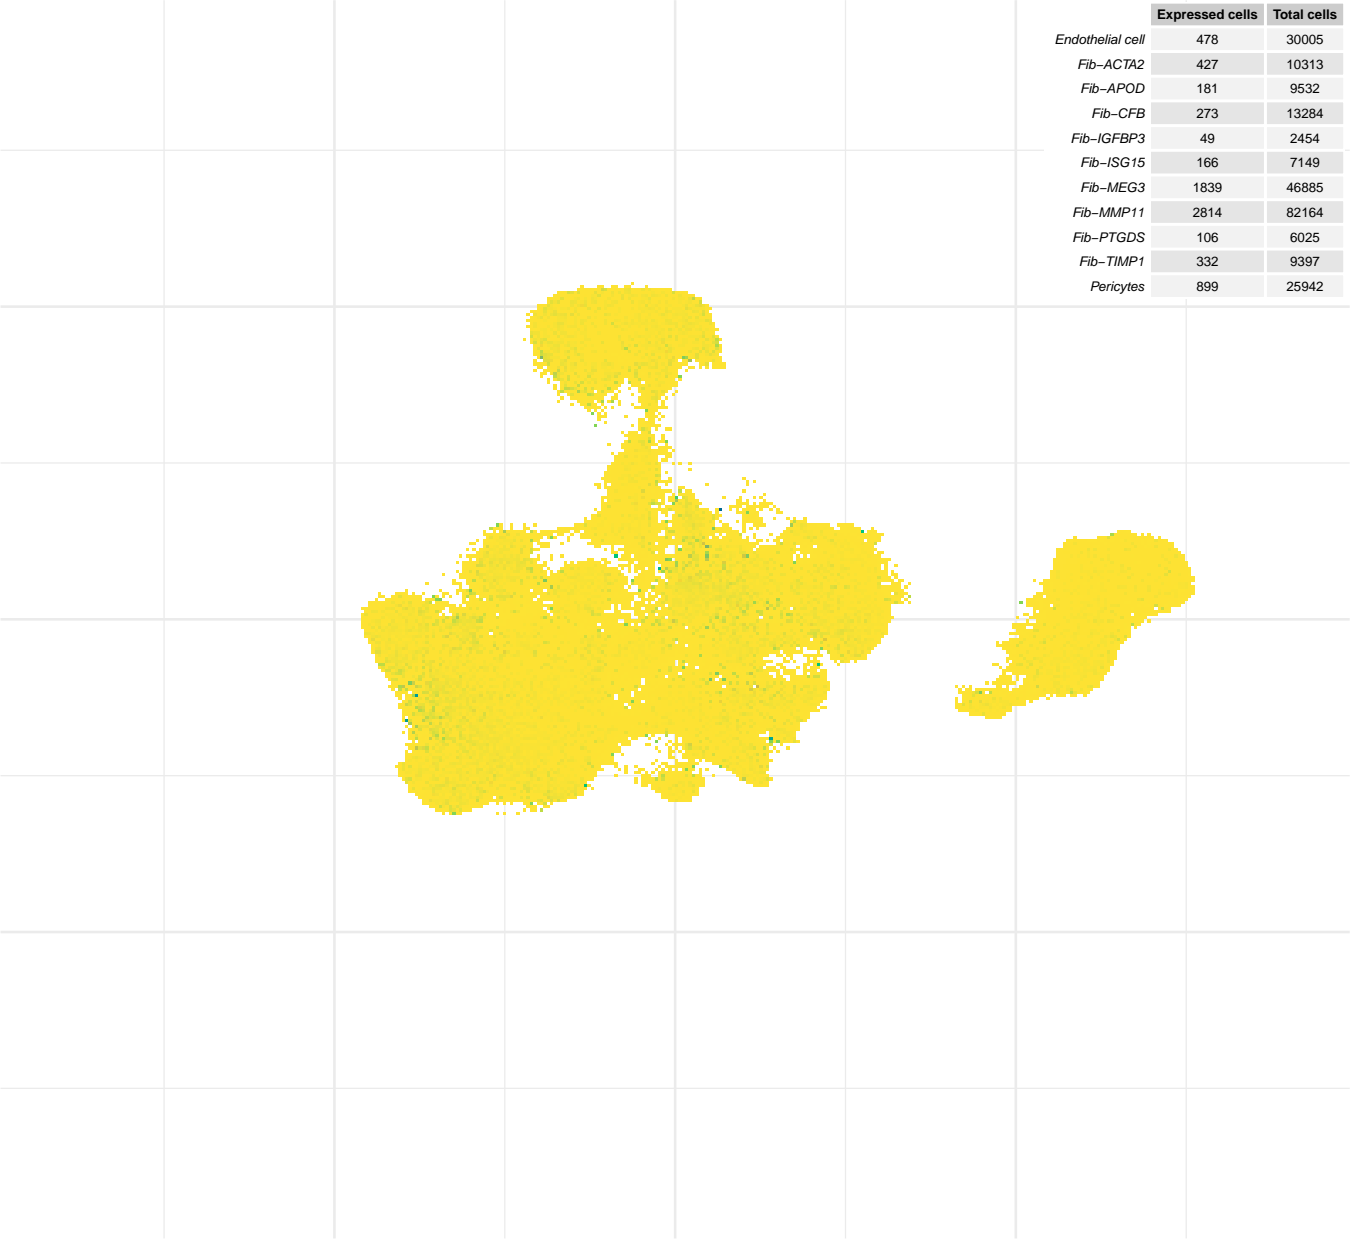 Expressed cells Total cells
Endothelial cell 478 30005
Fib−ACTA2 427 10313
Fib−APOD 181 9532
Fib−CFB 273 13284
Fib−IGFBP3 49 2454
Fib−ISG15 166 7149
Fib−MEG3 1839 46885
Fib−MMP11 2814 82164
Fib−PTGDS 106 6025
Fib−TIMP1 332 9397
Pericytes 899 25942